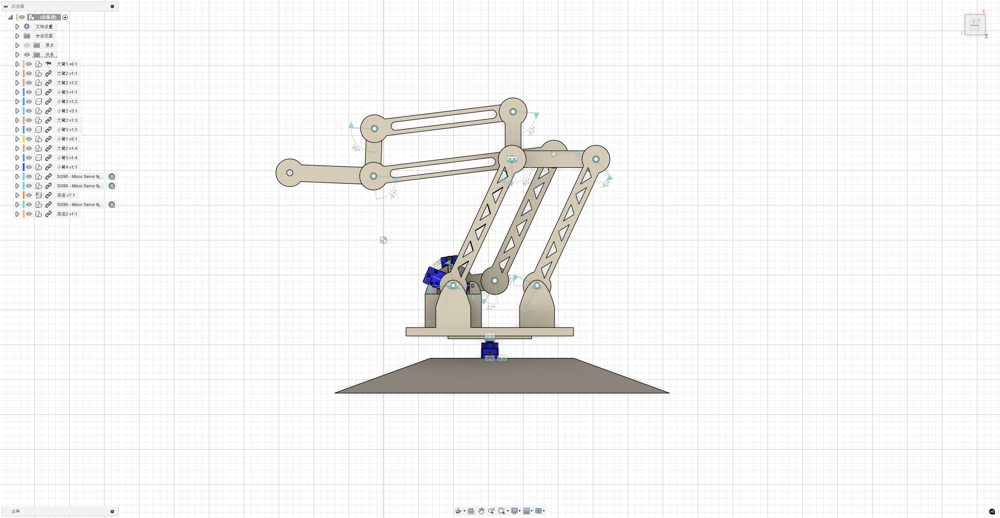 浏览器
(未保存)
文档设置
命名视图
原点
关系
大臂1 v6:1
大臂2 v1:1
大臂2 v1:2
小臂3 v1:1
小臂3 v1:2
小臂2 v3:1
大臂2 v1:3
小臂3 v1:3
小臂1 v5:1
大臂2 v1:4
小臂3 v1:4
小臂4 v1:1
SG90 - Micro Servo 9g...
SG90 - Micro Servo 9g...
底座 v7:1
SG90 - Micro Servo 9g...
底座2 v1:1
X
Y
Z
上
-87°
99°
65°
-40°
-81°
32°
25°
注释